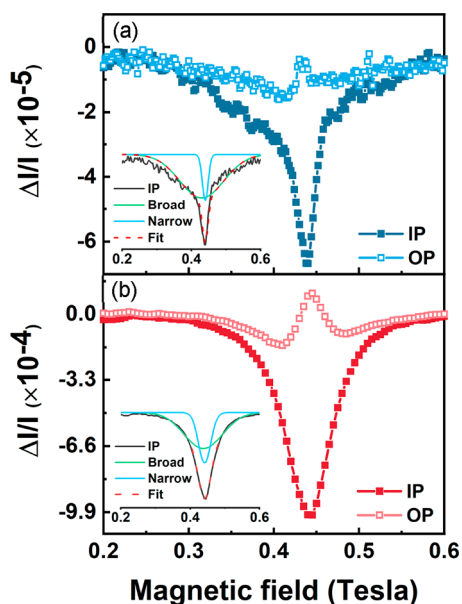 (a)
0
-2
-4
-6
ΔI/I (×10-5)
IP
Broad
Narrow
Fit
0.2 0.4 0.6
IP
OP
(b)
0.0
-3.3
-6.6
-9.9
ΔI/I (×10-4)
IP
Broad
Narrow
Fit
0.2 0.4 0.6
IP
OP
0.2 0.3 0.4 0.5 0.6
Magnetic field (Tesla)